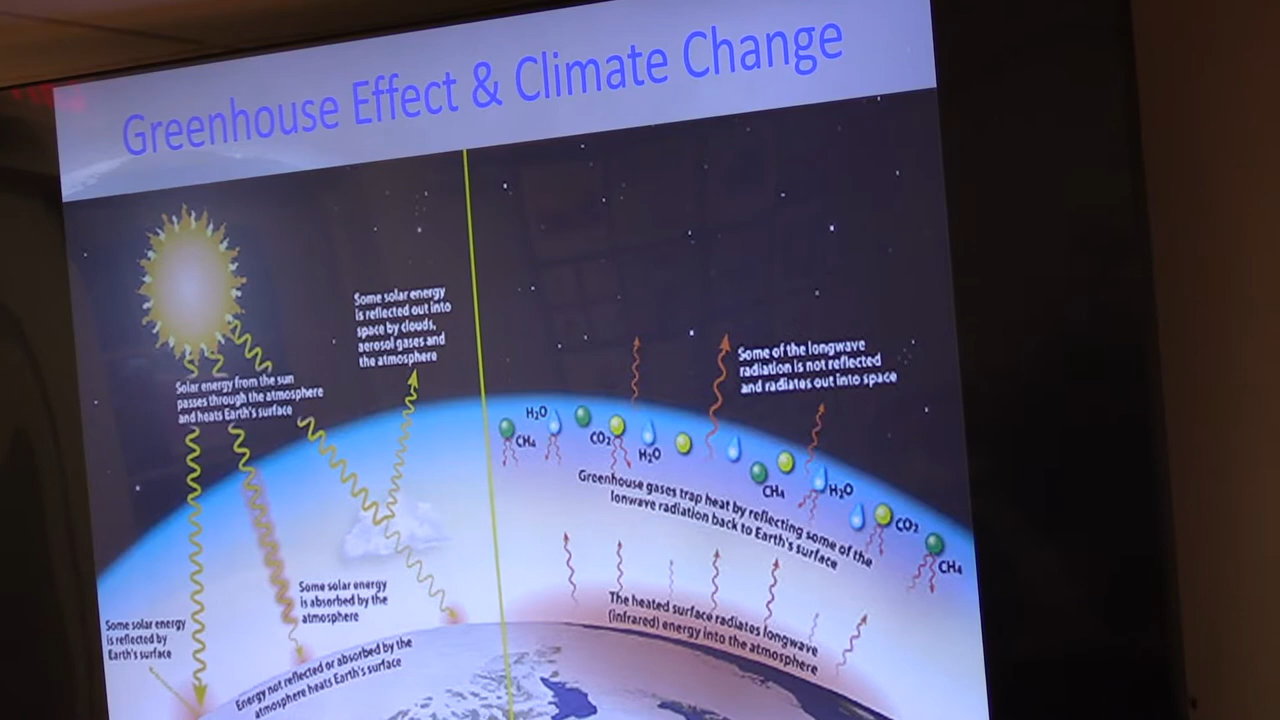 Greenhouse Effect & Climate Change
Some solar energy
is reflected out into
space by clouds,
aerosol gases and
the atmosphere
Solar energy from the sun
passes through the atmosphere
and heats Earth's surface
Some solar energy
is absorbed by the
atmosphere
Some solar energy
is reflected by
Earth's surface
Energy not reflected or absorbed by the
atmosphere heats Earth's surface
Some of the longwave
radiation is not reflected
and radiates out into space
H₂O
CH₄
CO₂
H₂O
CH₄
H₂O
CO₂
CH₄
Greenhouse gases trap heat by reflecting some of the
lonwave radiation back to Earth's surface
The heated surface radiates longwave
(infrared) energy into the atmosphere